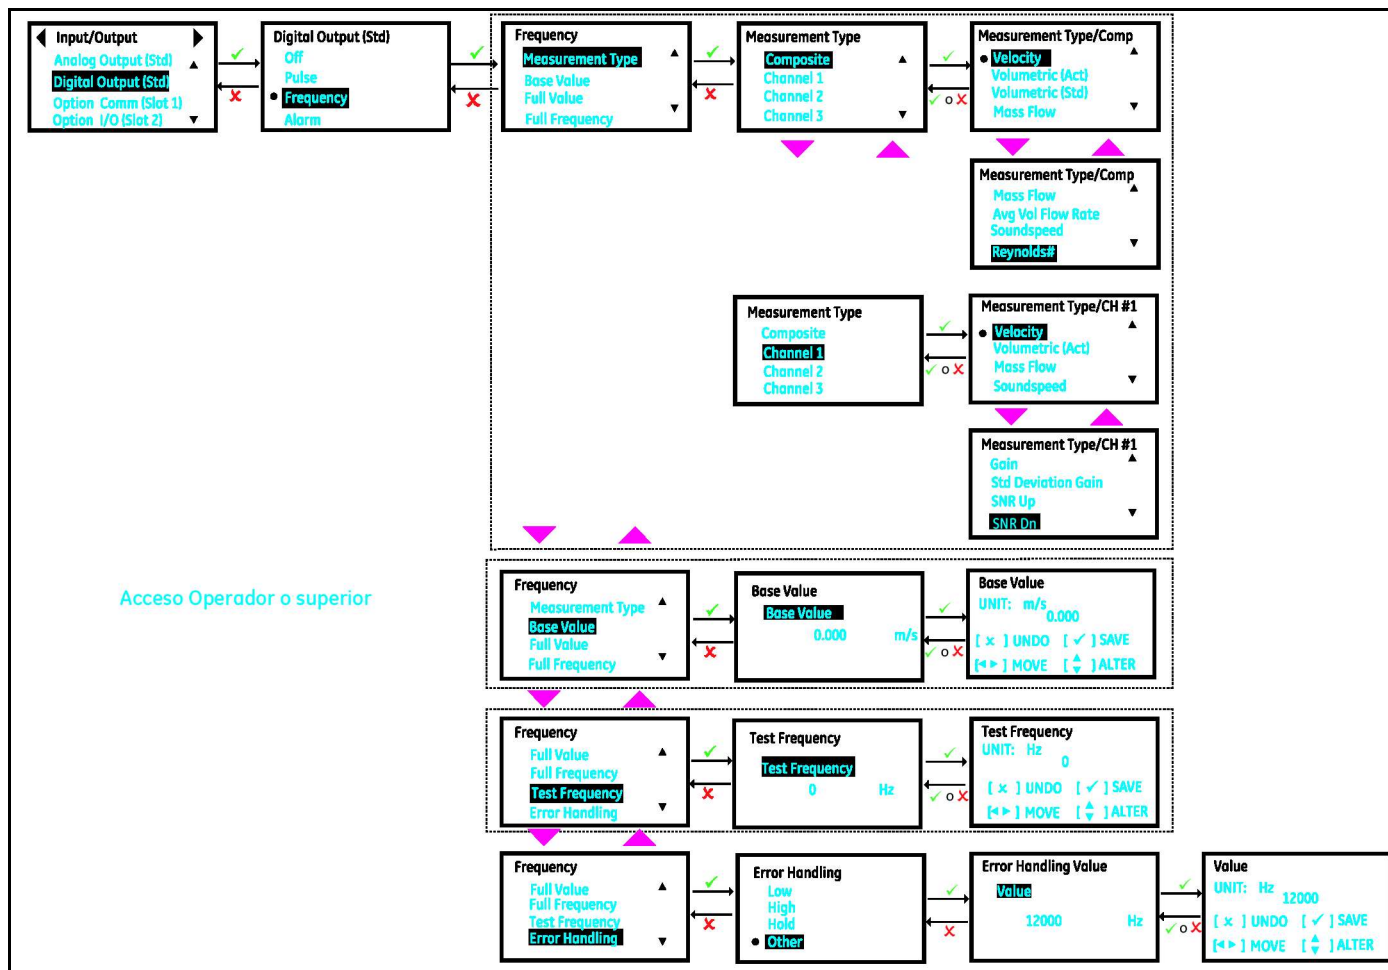 Input/Output
Analog Output (Std)
Digital Output (Std)
Option Comm (Slot 1)
Option I/O (Slot 2)
Digital Output (Std)
Off
Pulse
Frequency
Alarm
Frequency
Measurement Type
Base Value
Full Value
Full Frequency
Measurement Type
Composite
Channel 1
Channel 2
Channel 3
Measurement Type/Comp
Velocity
Volumetric (Act)
Volumetric (Std)
Mass Flow
o
Measurement Type/Comp
Mass Flow
Avg Vol Flow Rate
Soundspeed
Reynolds#
Measurement Type
Composite
Channel 1
Channel 2
Channel 3
o
Measurement Type/CH #1
Velocity
Volumetric (Act)
Mass Flow
Soundspeed
Measurement Type/CH #1
Gain
Std Deviation Gain
SNR Up
SNR Dn
Acceso Operador o superior
Frequency
Measurement Type
Base Value
Full Value
Full Frequency
Base Value
Base Value
0.000 m/s
o
Base Value
UNIT: m/s
0.000
[ x ] UNDO [ ✓ ] SAVE
[◄►] MOVE [▲▼] ALTER
Frequency
Full Value
Full Frequency
Test Frequency
Error Handling
Test Frequency
Test Frequency
0 Hz
o
Test Frequency
UNIT: Hz
0
[ x ] UNDO [ ✓ ] SAVE
[◄►] MOVE [▲▼] ALTER
Frequency
Full Value
Full Frequency
Test Frequency
Error Handling
Error Handling
Low
High
Hold
Other
Error Handling Value
Value
12000 Hz
o
Value
UNIT: Hz
12000
[ x ] UNDO [ ✓ ] SAVE
[◄►] MOVE [▲▼] ALTER